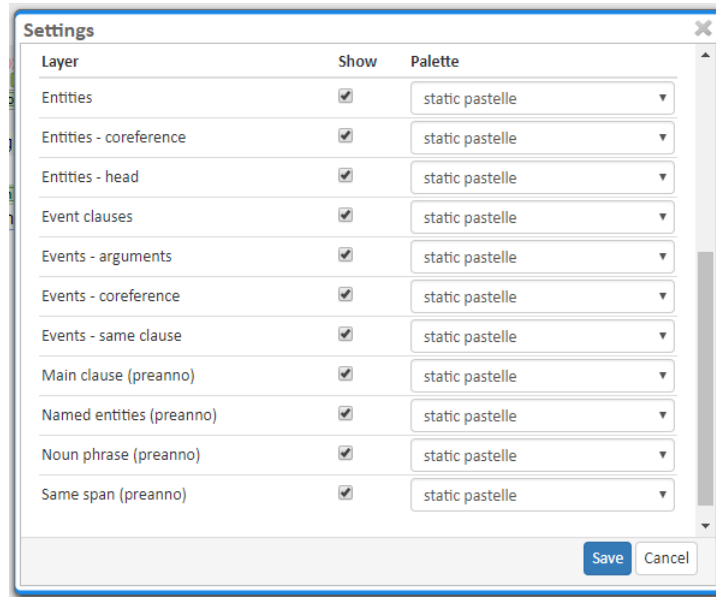 Settings
Layer Show Palette
Entities static pastelle
Entities - coreference static pastelle
Entities - head static pastelle
Event clauses static pastelle
Events - arguments static pastelle
Events - coreference static pastelle
Events - same clause static pastelle
Main clause (preanno) static pastelle
Named entities (preanno) static pastelle
Noun phrase (preanno) static pastelle
Same span (preanno) static pastelle
Save Cancel